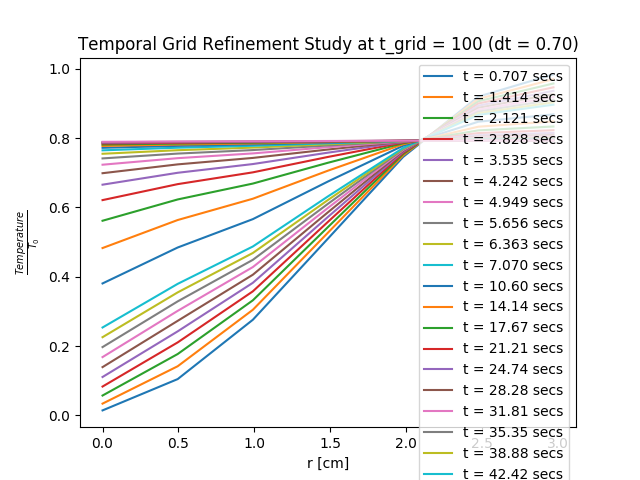 Temporal Grid Refinement Study at t_grid = 100 (dt = 0.70)
1.0
0.8
0.6
0.4
0.2
0.0
Temperature
T₀
0.0
0.5
1.0
1.5
2.0
2.5
3.0
r [cm]
t = 0.707 secs
t = 1.414 secs
t = 2.121 secs
t = 2.828 secs
t = 3.535 secs
t = 4.242 secs
t = 4.949 secs
t = 5.656 secs
t = 6.363 secs
t = 7.070 secs
t = 10.60 secs
t = 14.14 secs
t = 17.67 secs
t = 21.21 secs
t = 24.74 secs
t = 28.28 secs
t = 31.81 secs
t = 35.35 secs
t = 38.88 secs
t = 42.42 secs